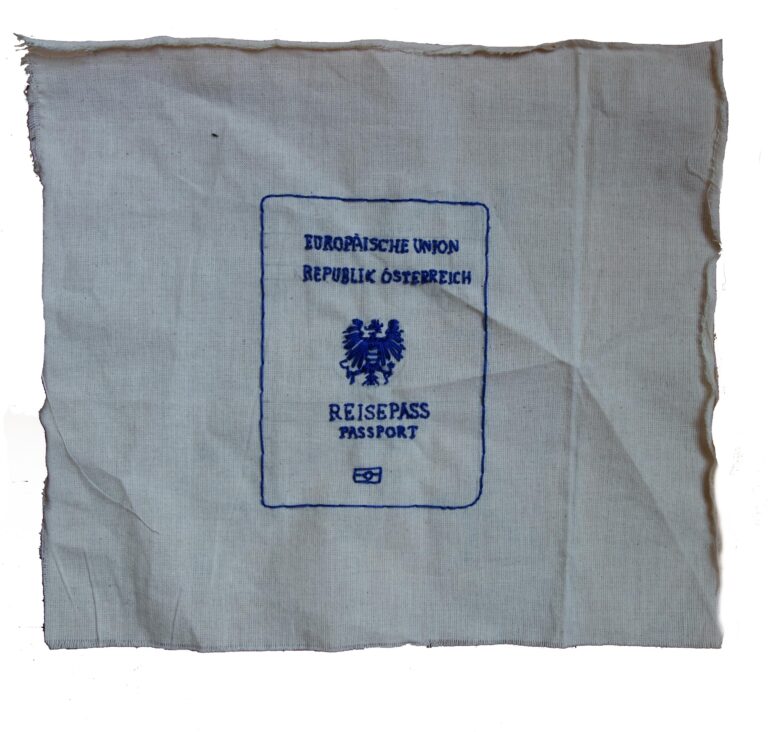 EUROPÄISCHE UNION
REPUBLIK ÖSTERREICH
REISEPASS
PASSPORT